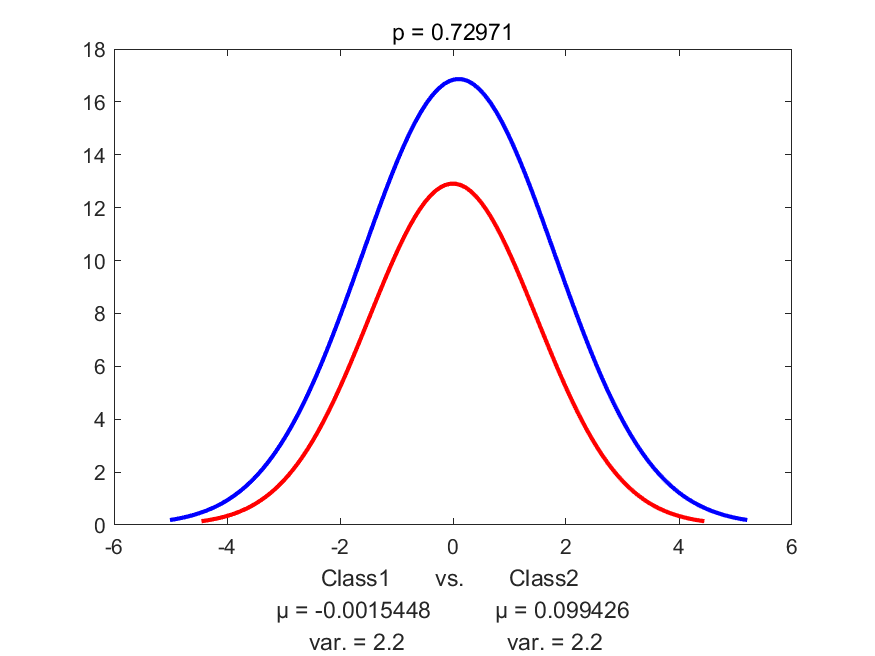 p = 0.72971
18
16
14
12
10
8
6
4
2
0
-6 -4 -2 0 2 4 6
Class1 vs. Class2
μ = -0.0015448 μ = 0.099426
var. = 2.2 var. = 2.2